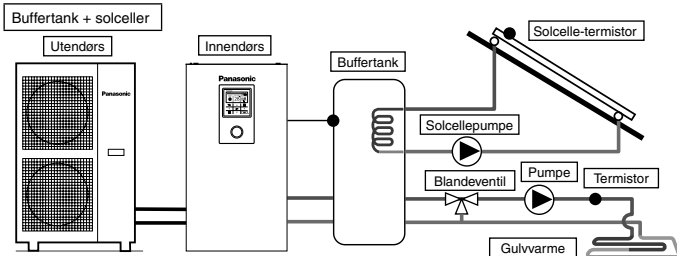 Buffertank + solceller
Utendørs
Innendørs
Buffertank
Solcelle-termistor
Panasonic
Panasonic
Solcellepumpe
Blandeventil
Pumpe
Termistor
Gulvvarme